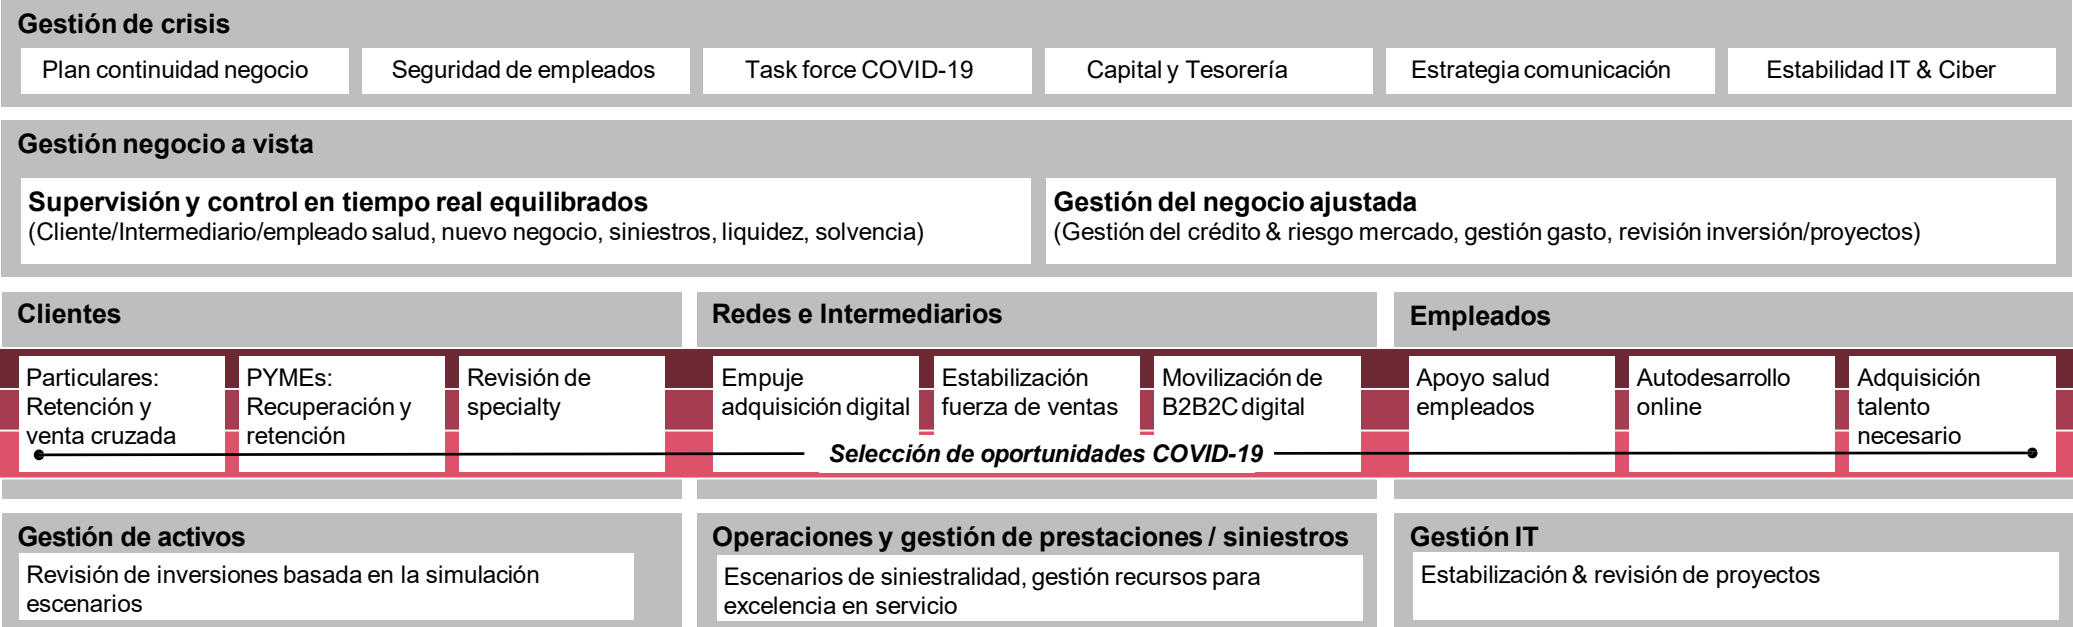 Gestión de crisis
Plan continuidad negocio
Seguridad de empleados
Task force COVID-19
Capital y Tesorería
Estrategia comunicación
Estabilidad IT & Ciber
Gestión negocio a vista
Supervisión y control en tiempo real equilibrados
(Cliente/Intermediario/empleado salud, nuevo negocio, siniestros, liquidez, solvencia)
Gestión del negocio ajustada
(Gestión del crédito & riesgo mercado, gestión gasto, revisión inversión/proyectos)
Clientes
Particulares:
Retención y
venta cruzada
PYMEs:
Recuperación y
retención
Revisión de
specialty
Redes e Intermediarios
Empuje
adquisición digital
Estabilización
fuerza de ventas
Movilización de
B2B2C digital
Empleados
Apoyo salud
empleados
Autodesarrollo
online
Adquisición
talento
necesario
Selección de oportunidades COVID-19
Gestión de activos
Revisión de inversiones basada en la simulación
escenarios
Operaciones y gestión de prestaciones / siniestros
Escenarios de siniestralidad, gestión recursos para
excelencia en servicio
Gestión IT
Estabilización & revisión de proyectos